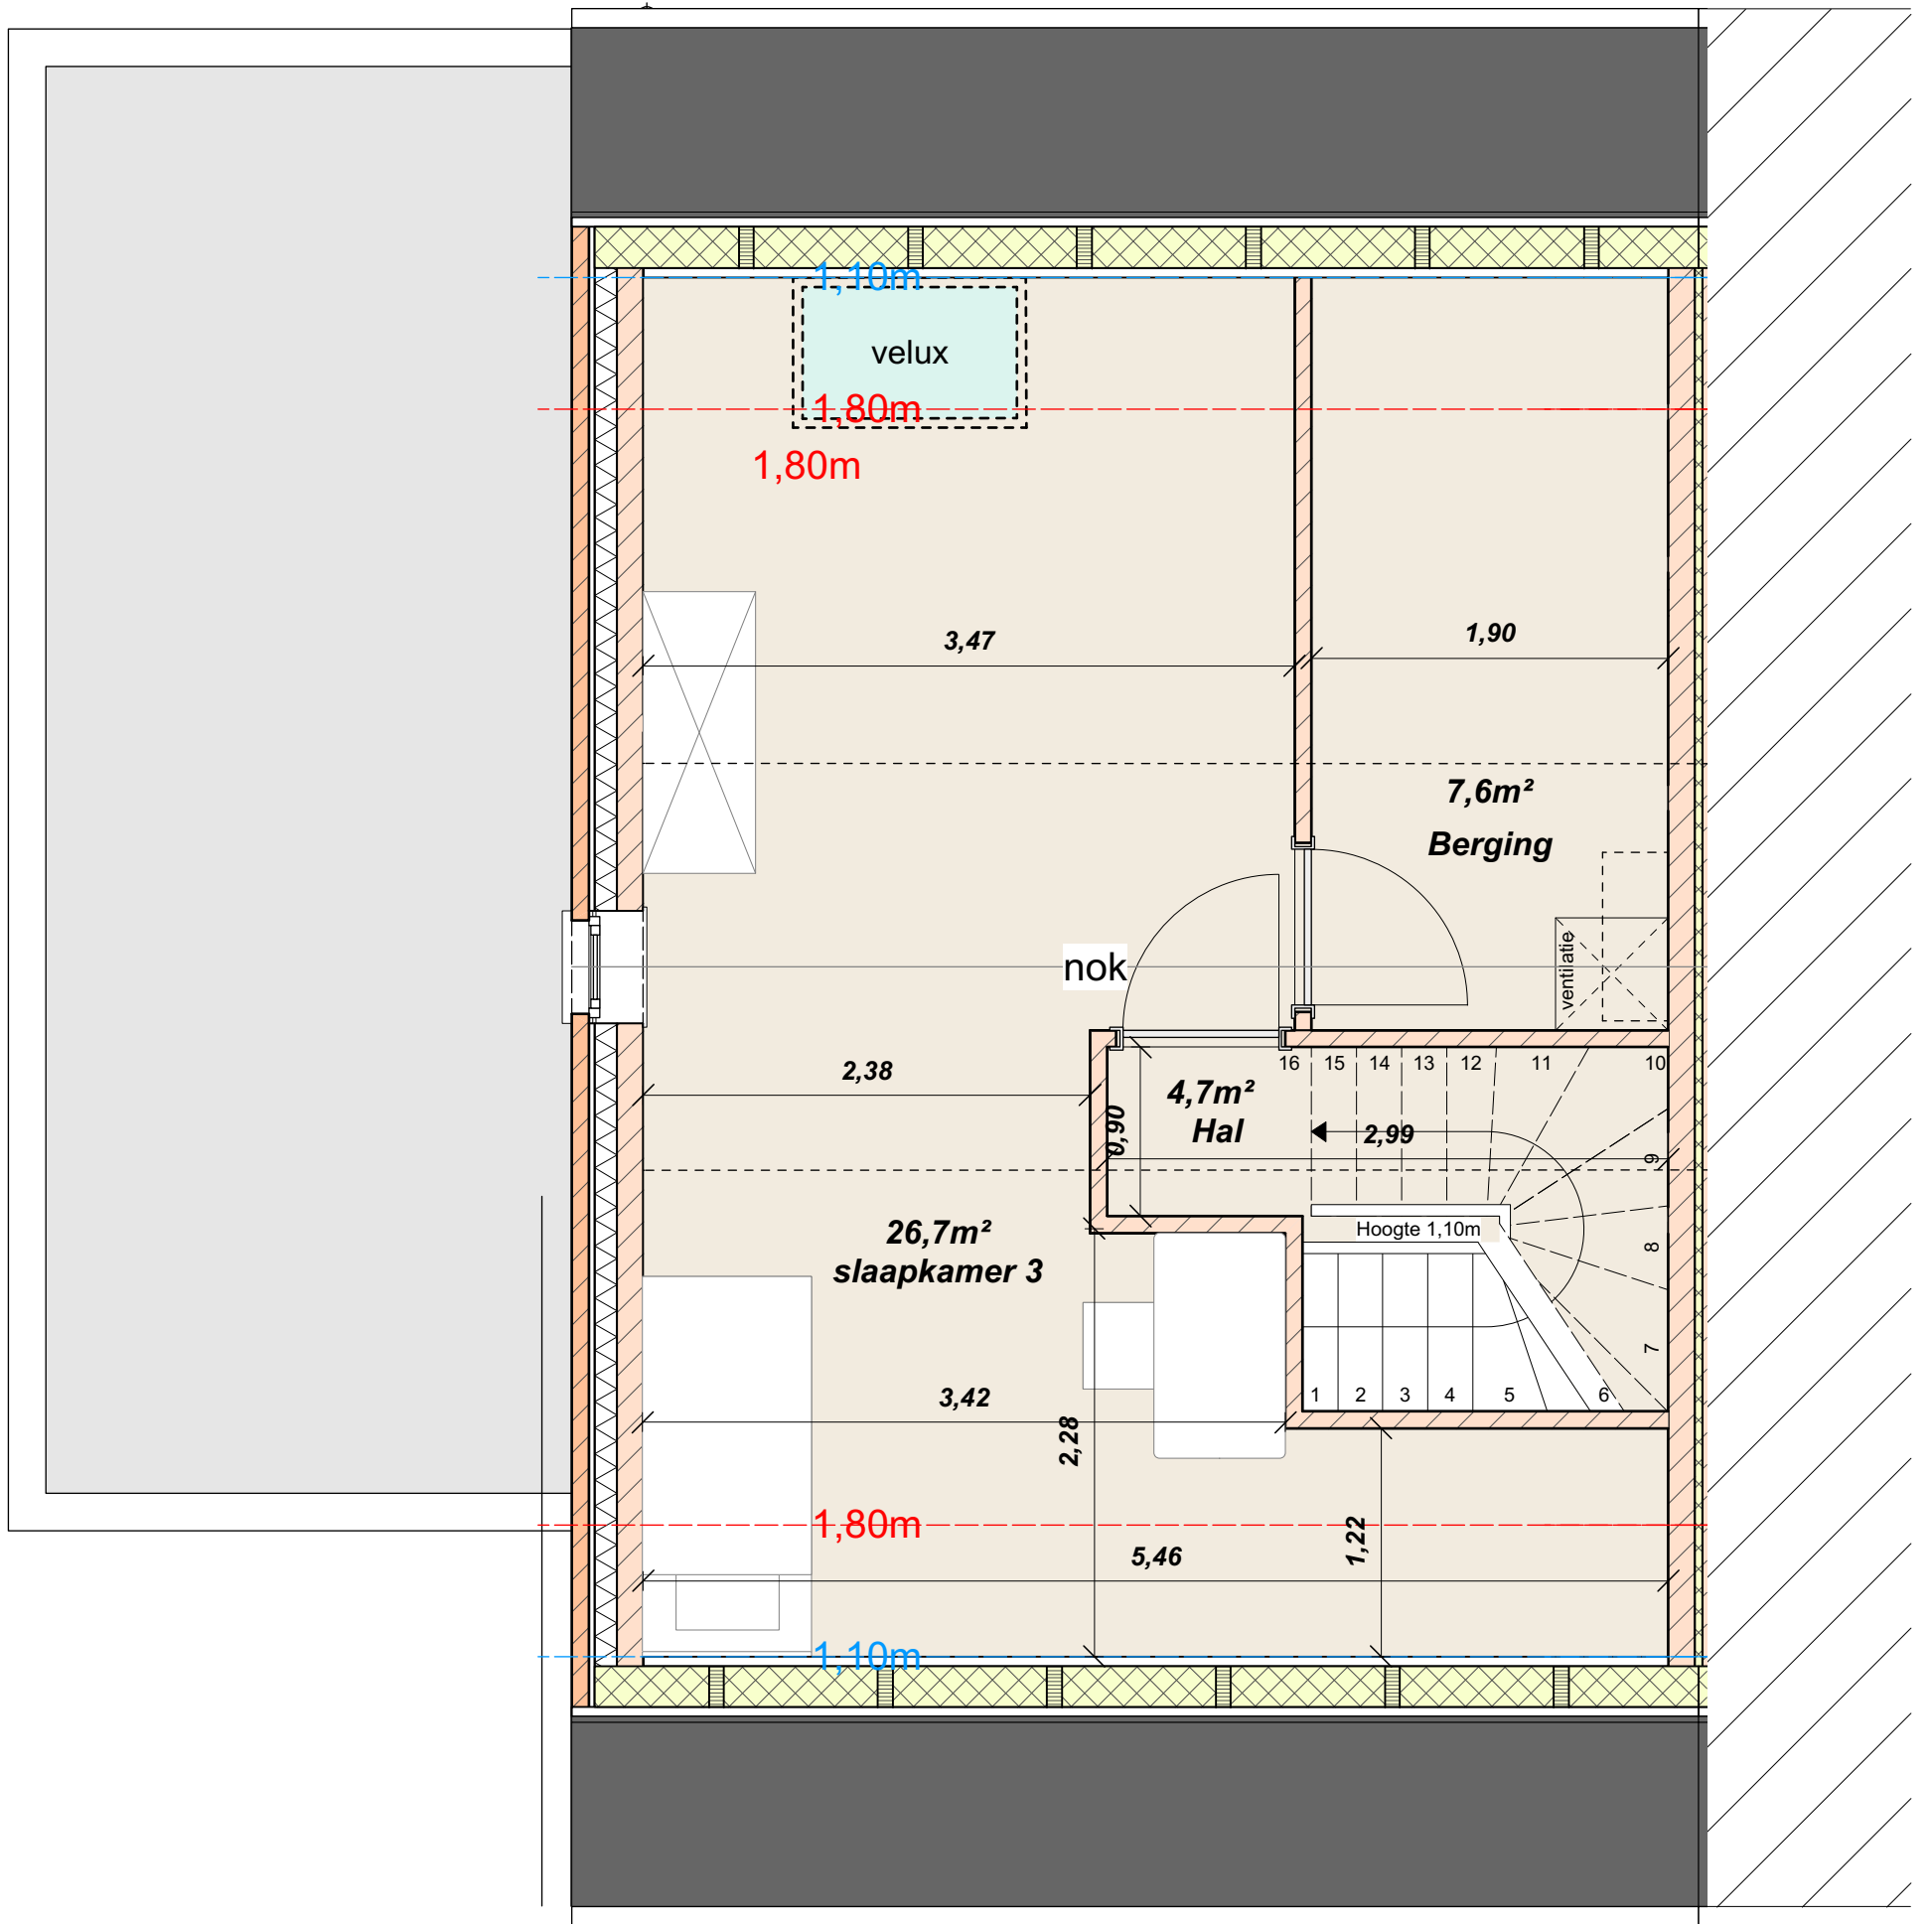 1,10m
velux
1,80m
1,80m
3,47
1,90
7,6m²
Berging
ventilatie
nok
2,38
0,90
4,7m²
Hal
16 15 14 13 12 11 10
2,99
9
26,7m²
slaapkamer 3
Hoogte 1,10m
8
7
3,42
2,28
1 2 3 4 5 6
1,80m
5,46
1,22
1,10m